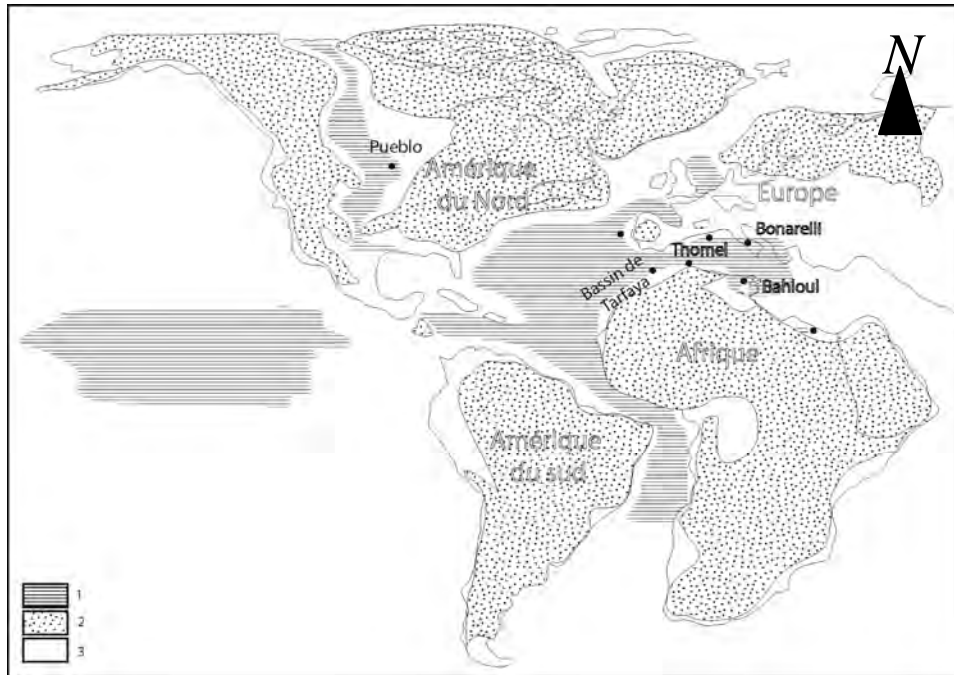 N
Pueblo
Amérique
du Nord
Europe
Bonarelli
Thomel
Bassin de
Tarfaya
Bahloul
Afrique
Amérique
du sud
1
2
3